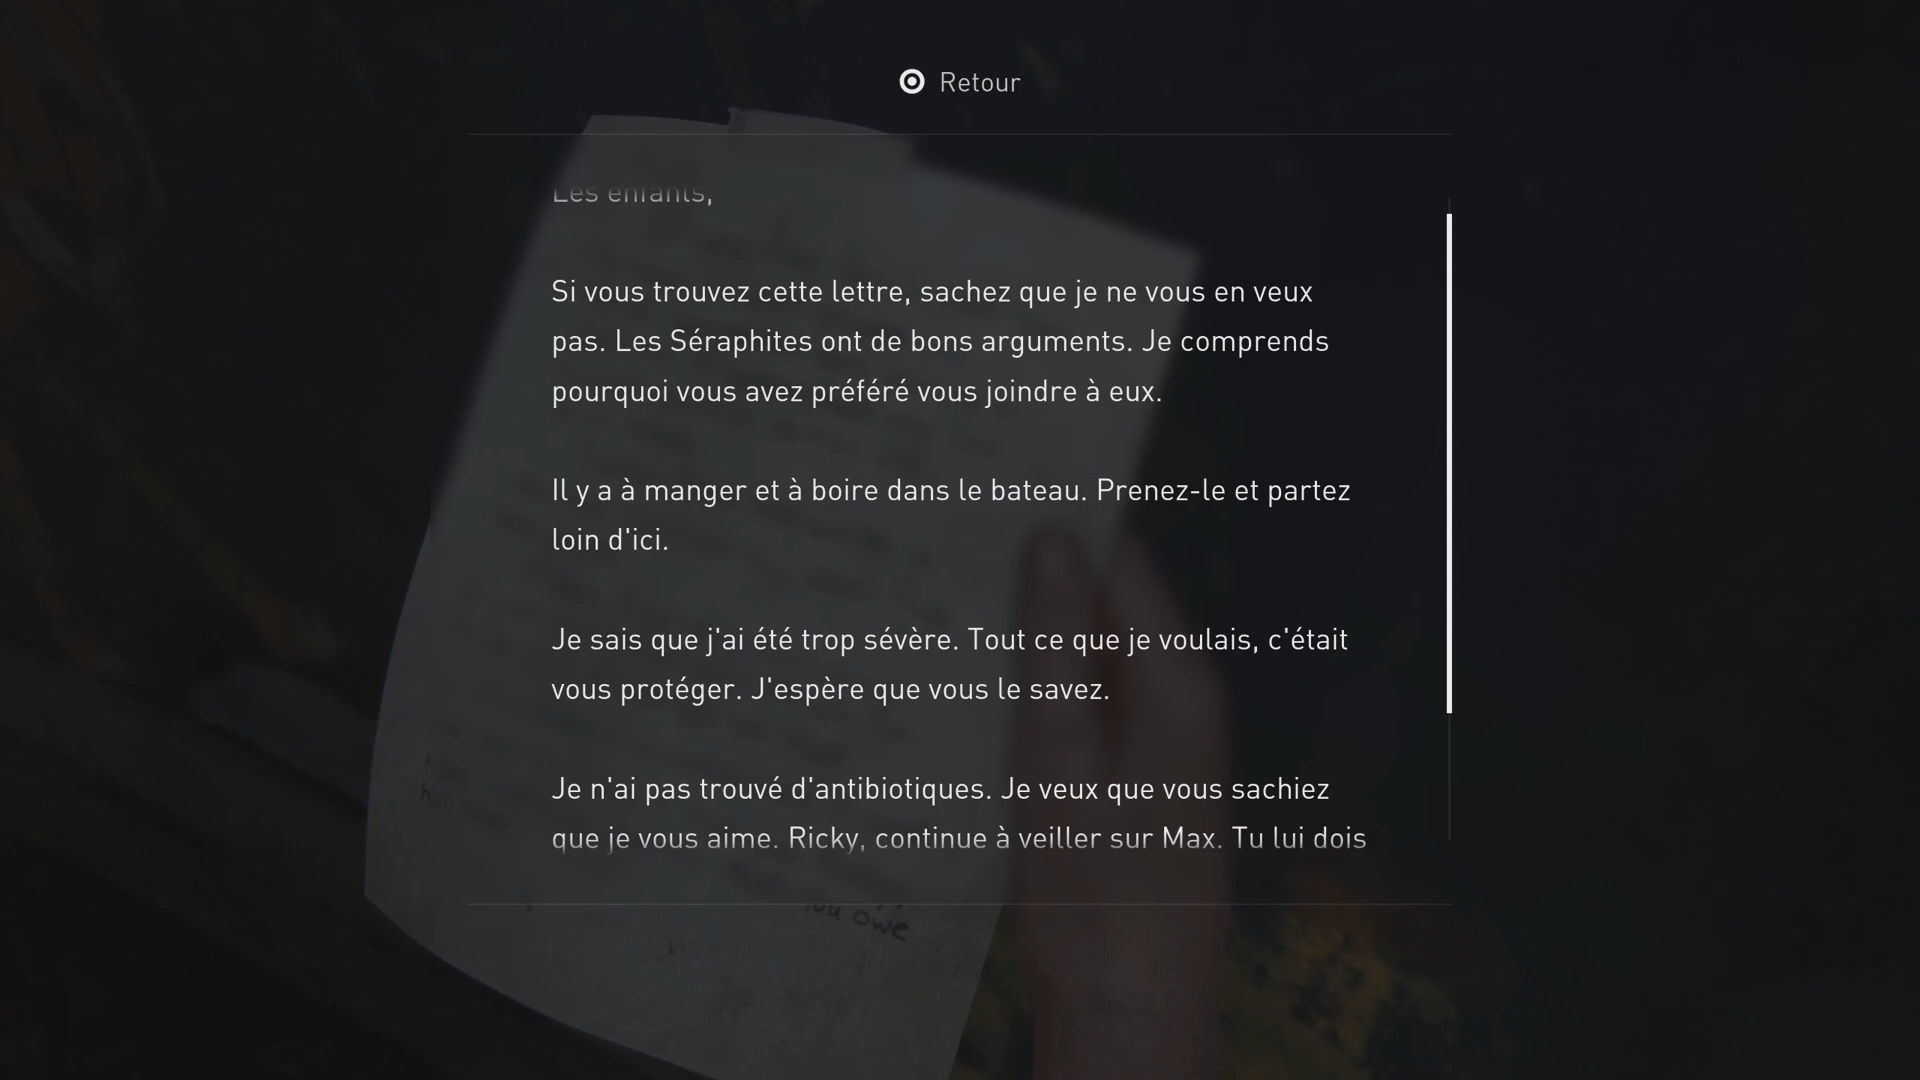 Retour
Les enfants,
Si vous trouvez cette lettre, sachez que je ne vous en veux
pas. Les Séraphites ont de bons arguments. Je comprends
pourquoi vous avez préféré vous joindre à eux.
Il y a à manger et à boire dans le bateau. Prenez-le et partez
loin d'ici.
Je sais que j'ai été trop sévère. Tout ce que je voulais, c'était
vous protéger. J'espère que vous le savez.
Je n'ai pas trouvé d'antibiotiques. Je veux que vous sachiez
que je vous aime. Ricky, continue à veiller sur Max. Tu lui dois
you owe